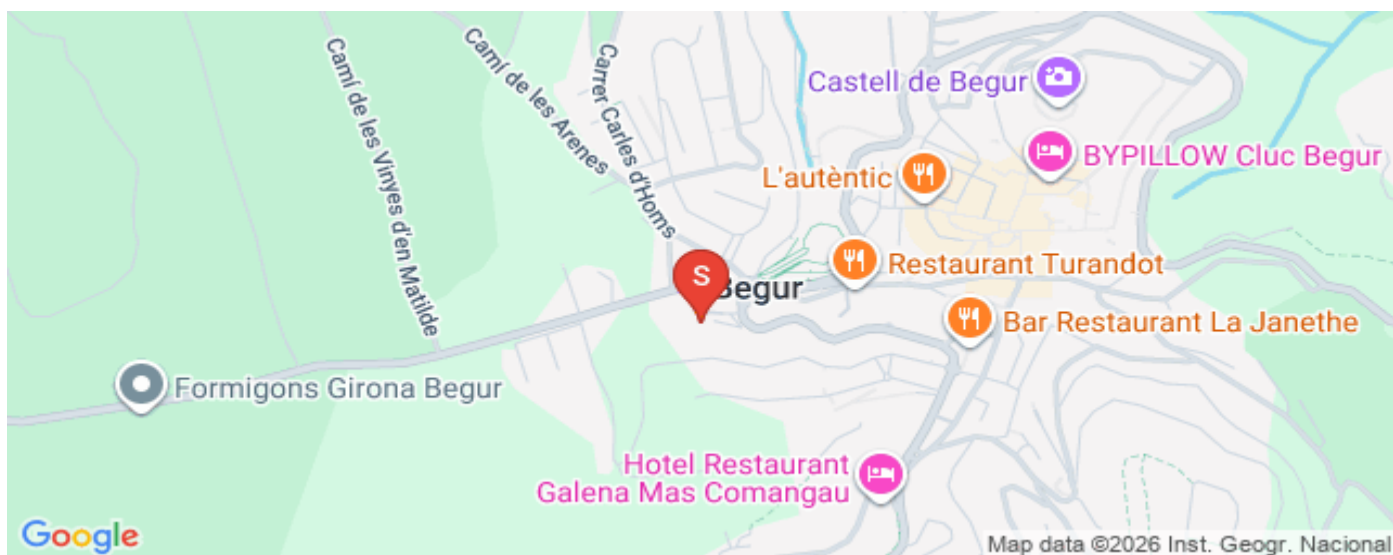 Camí de les Vinyes d'en Matilde
Camí de les Arenes
Carrer Carles d'Homs
Castell de Begur
BYPILLOW Cluc Begur
L'autèntic
Restaurant Turandot
S
Begur
Bar Restaurant La Janethe
Formigons Girona Begur
Hotel Restaurant
Galena Mas Comangau
Google
Map data ©2026 Inst. Geogr. Nacional